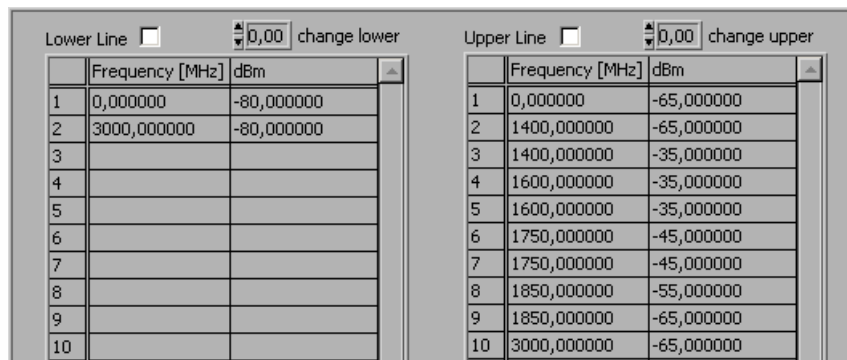 Lower Line 0,00 change lower
Frequency [MHz] dBm
1 0,000000 -80,000000
2 3000,000000 -80,000000
3
4
5
6
7
8
9
10
Upper Line 0,00 change upper
Frequency [MHz] dBm
1 0,000000 -65,000000
2 1400,000000 -65,000000
3 1400,000000 -35,000000
4 1600,000000 -35,000000
5 1600,000000 -35,000000
6 1750,000000 -45,000000
7 1750,000000 -45,000000
8 1850,000000 -55,000000
9 1850,000000 -65,000000
10 3000,000000 -65,000000